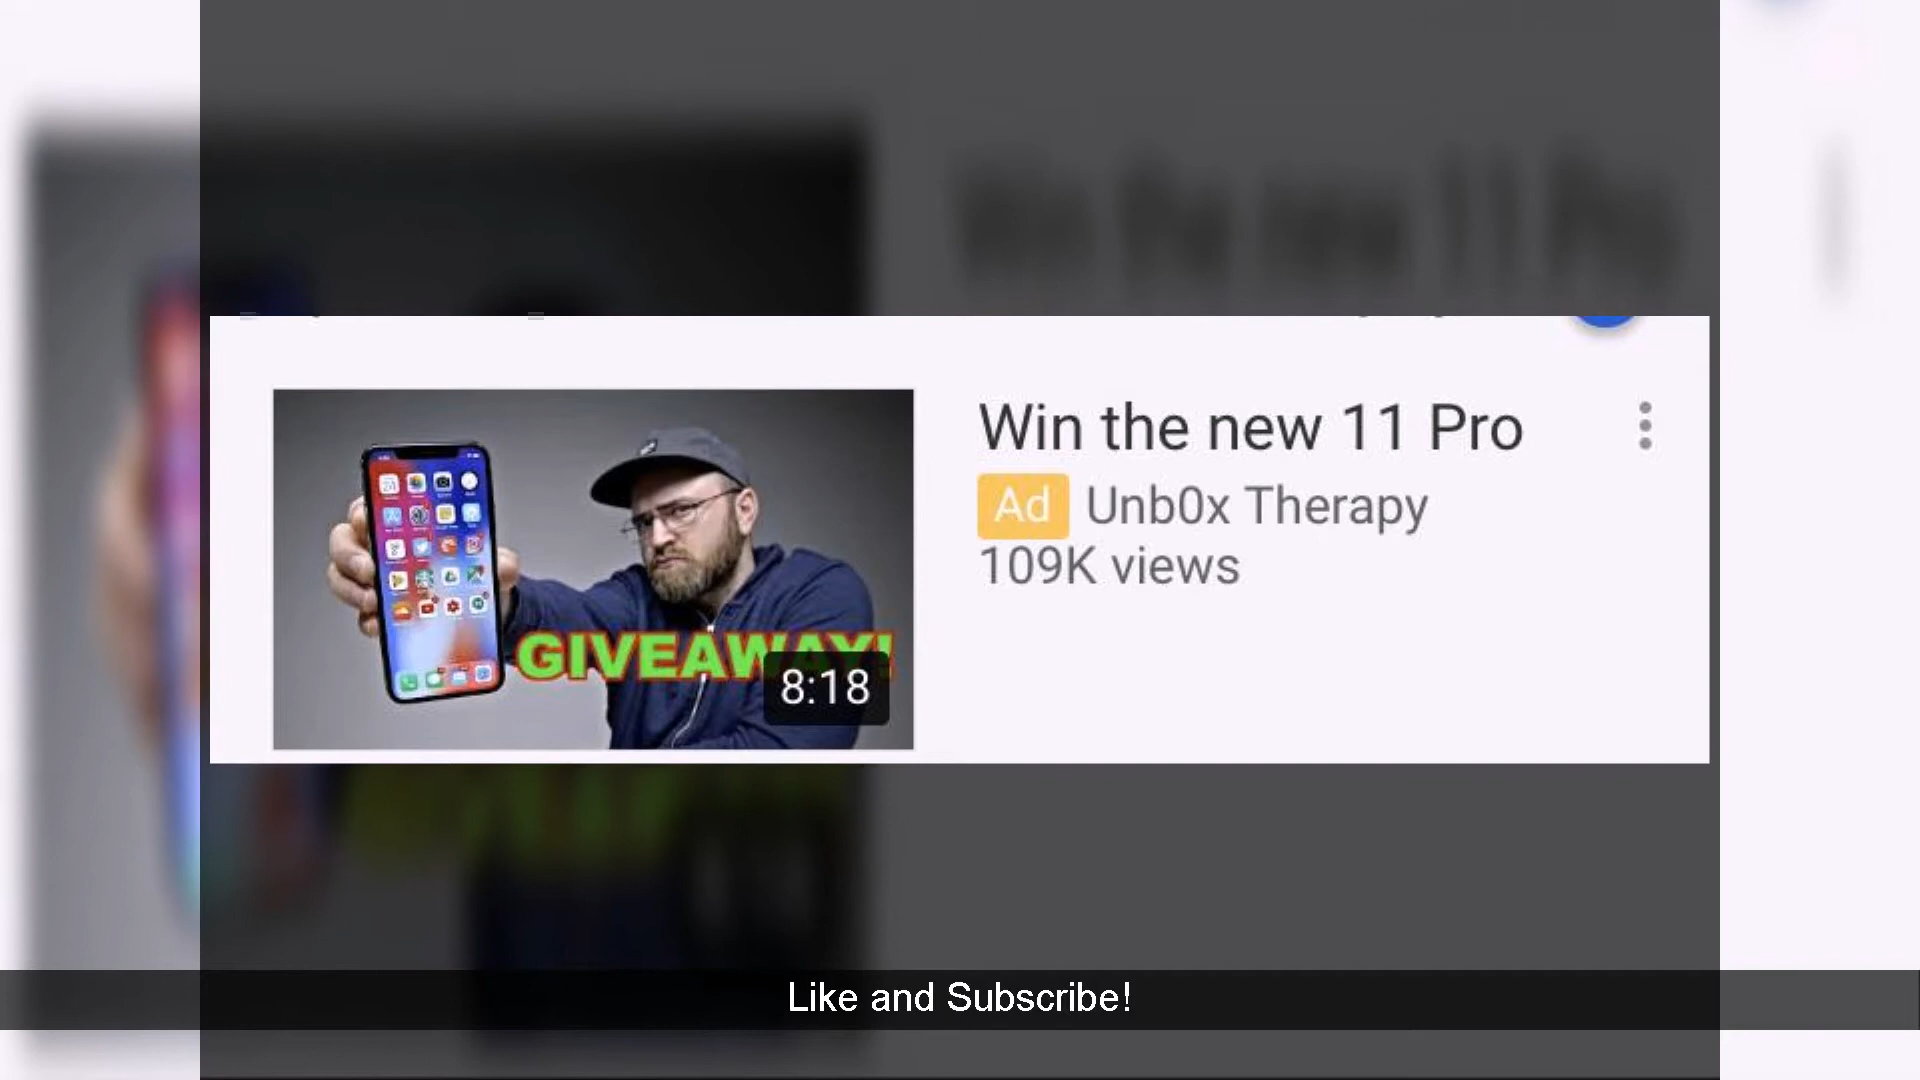 Win the new 11 Pro
Ad Unb0x Therapy
109K views
GIVEAWAY!
8:18
Like and Subscribe!